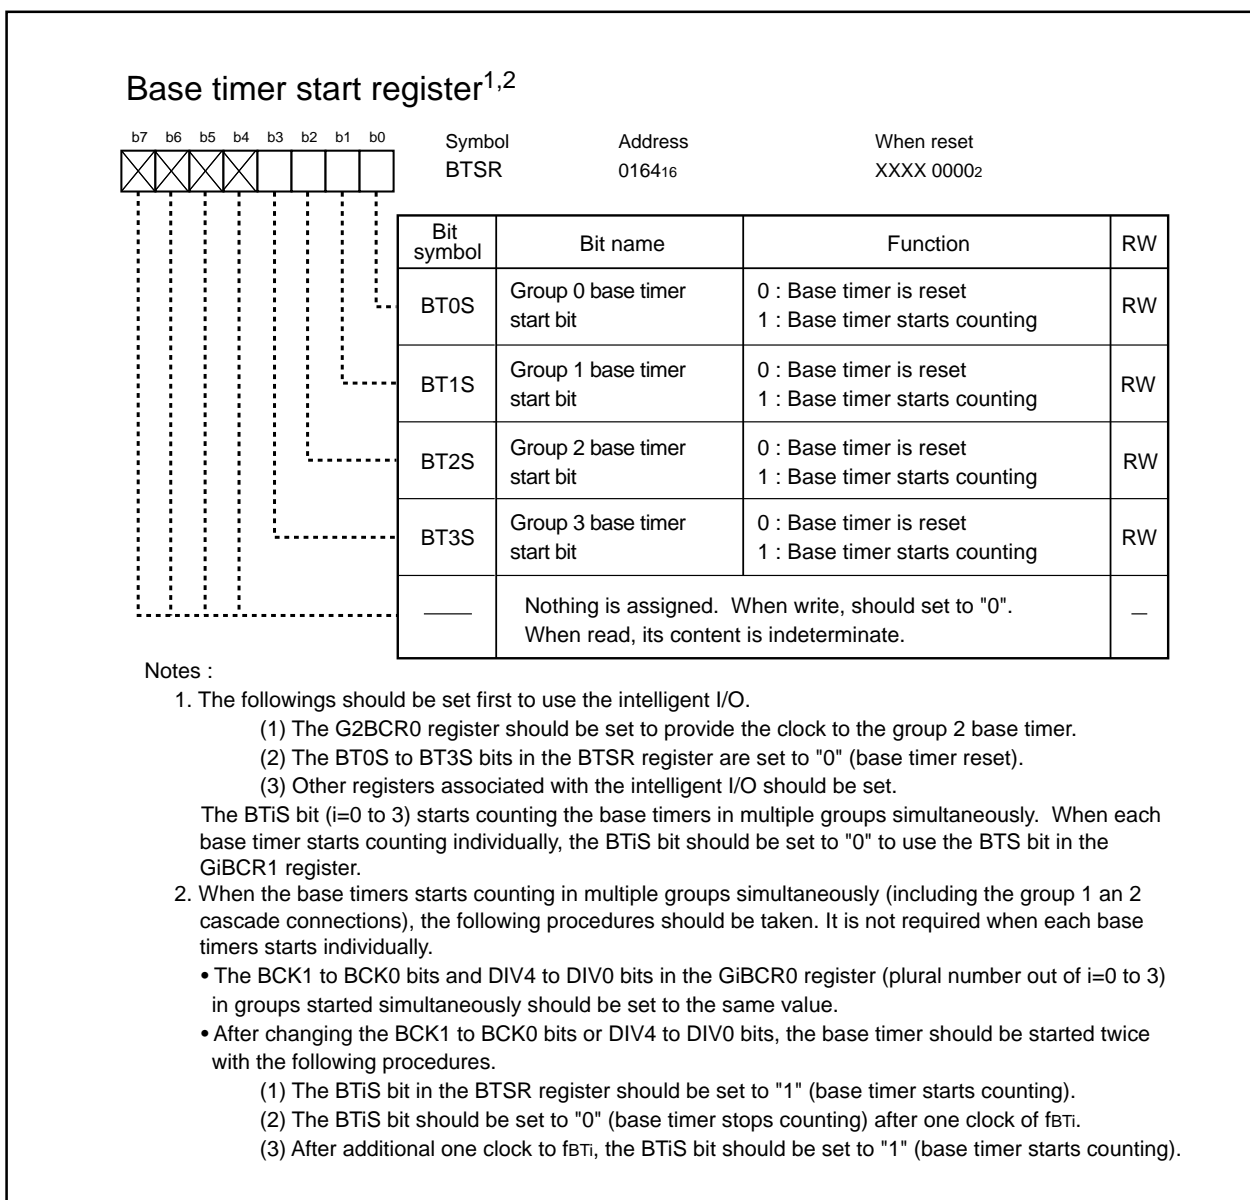 Base timer start register1,2
b7 b6 b5 b4 b3 b2 b1 b0
Symbol Address When reset
BTSR 016416 XXXX 00002
Bit symbol Bit name Function RW
BT0S Group 0 base timer start bit 0 : Base timer is reset 1 : Base timer starts counting RW
BT1S Group 1 base timer start bit 0 : Base timer is reset 1 : Base timer starts counting RW
BT2S Group 2 base timer start bit 0 : Base timer is reset 1 : Base timer starts counting RW
BT3S Group 3 base timer start bit 0 : Base timer is reset 1 : Base timer starts counting RW
Nothing is assigned. When write, should set to "0".
When read, its content is indeterminate.
Notes :
1. The followings should be set first to use the intelligent I/O.
(1) The G2BCR0 register should be set to provide the clock to the group 2 base timer.
(2) The BT0S to BT3S bits in the BTSR register are set to "0" (base timer reset).
(3) Other registers associated with the intelligent I/O should be set.
The BTiS bit (i=0 to 3) starts counting the base timers in multiple groups simultaneously. When each
base timer starts counting individually, the BTiS bit should be set to "0" to use the BTS bit in the
GiBCR1 register.
2. When the base timers starts counting in multiple groups simultaneously (including the group 1 an 2
cascade connections), the following procedures should be taken. It is not required when each base
timers starts individually.
• The BCK1 to BCK0 bits and DIV4 to DIV0 bits in the GiBCR0 register (plural number out of i=0 to 3)
in groups started simultaneously should be set to the same value.
• After changing the BCK1 to BCK0 bits or DIV4 to DIV0 bits, the base timer should be started twice
with the following procedures.
(1) The BTiS bit in the BTSR register should be set to "1" (base timer starts counting).
(2) The BTiS bit should be set to "0" (base timer stops counting) after one clock of fBTi.
(3) After additional one clock to fBTi, the BTiS bit should be set to "1" (base timer starts counting).